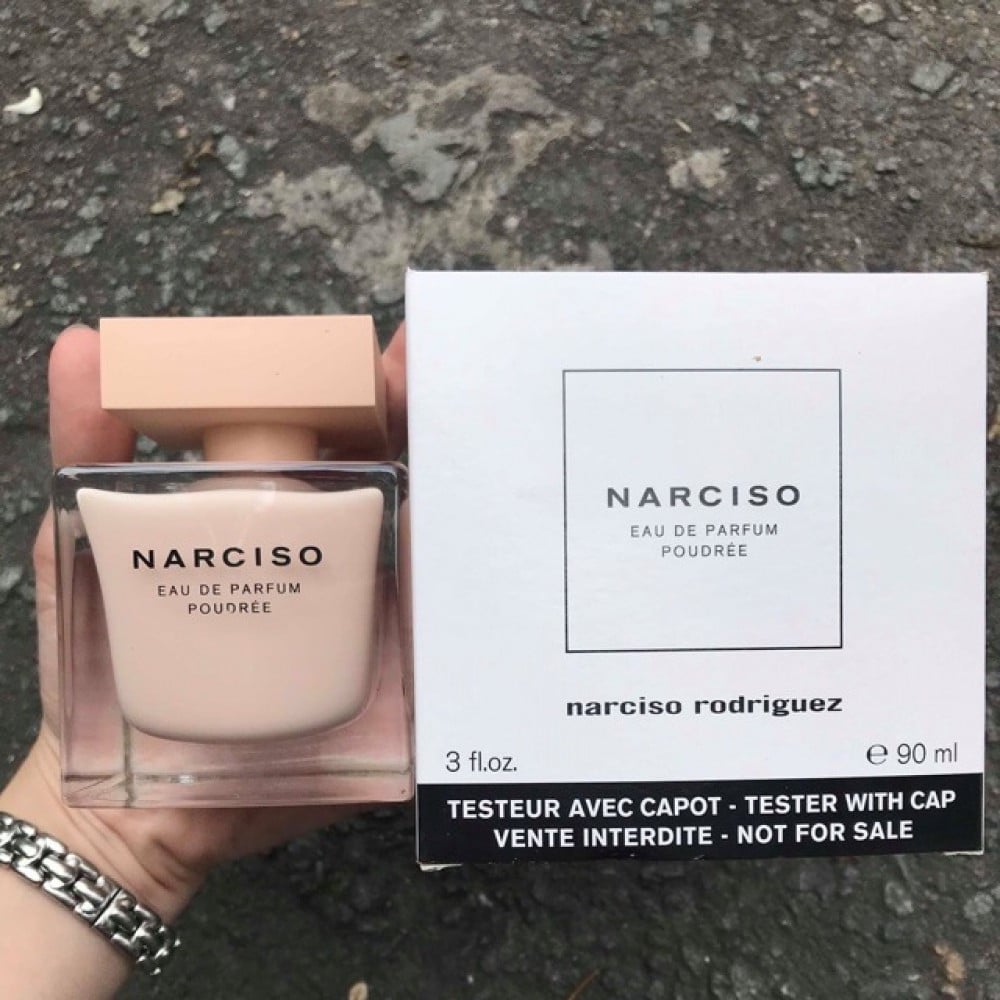 NARCISO
EAU DE PARFUM
POUDRÉE
NARCISO
EAU DE PARFUM
POUDRÉE
narciso rodriguez
3 fl.oz.
℮ 90 ml
TESTEUR AVEC CAPOT - TESTER WITH CAP
VENTE INTERDITE - NOT FOR SALE